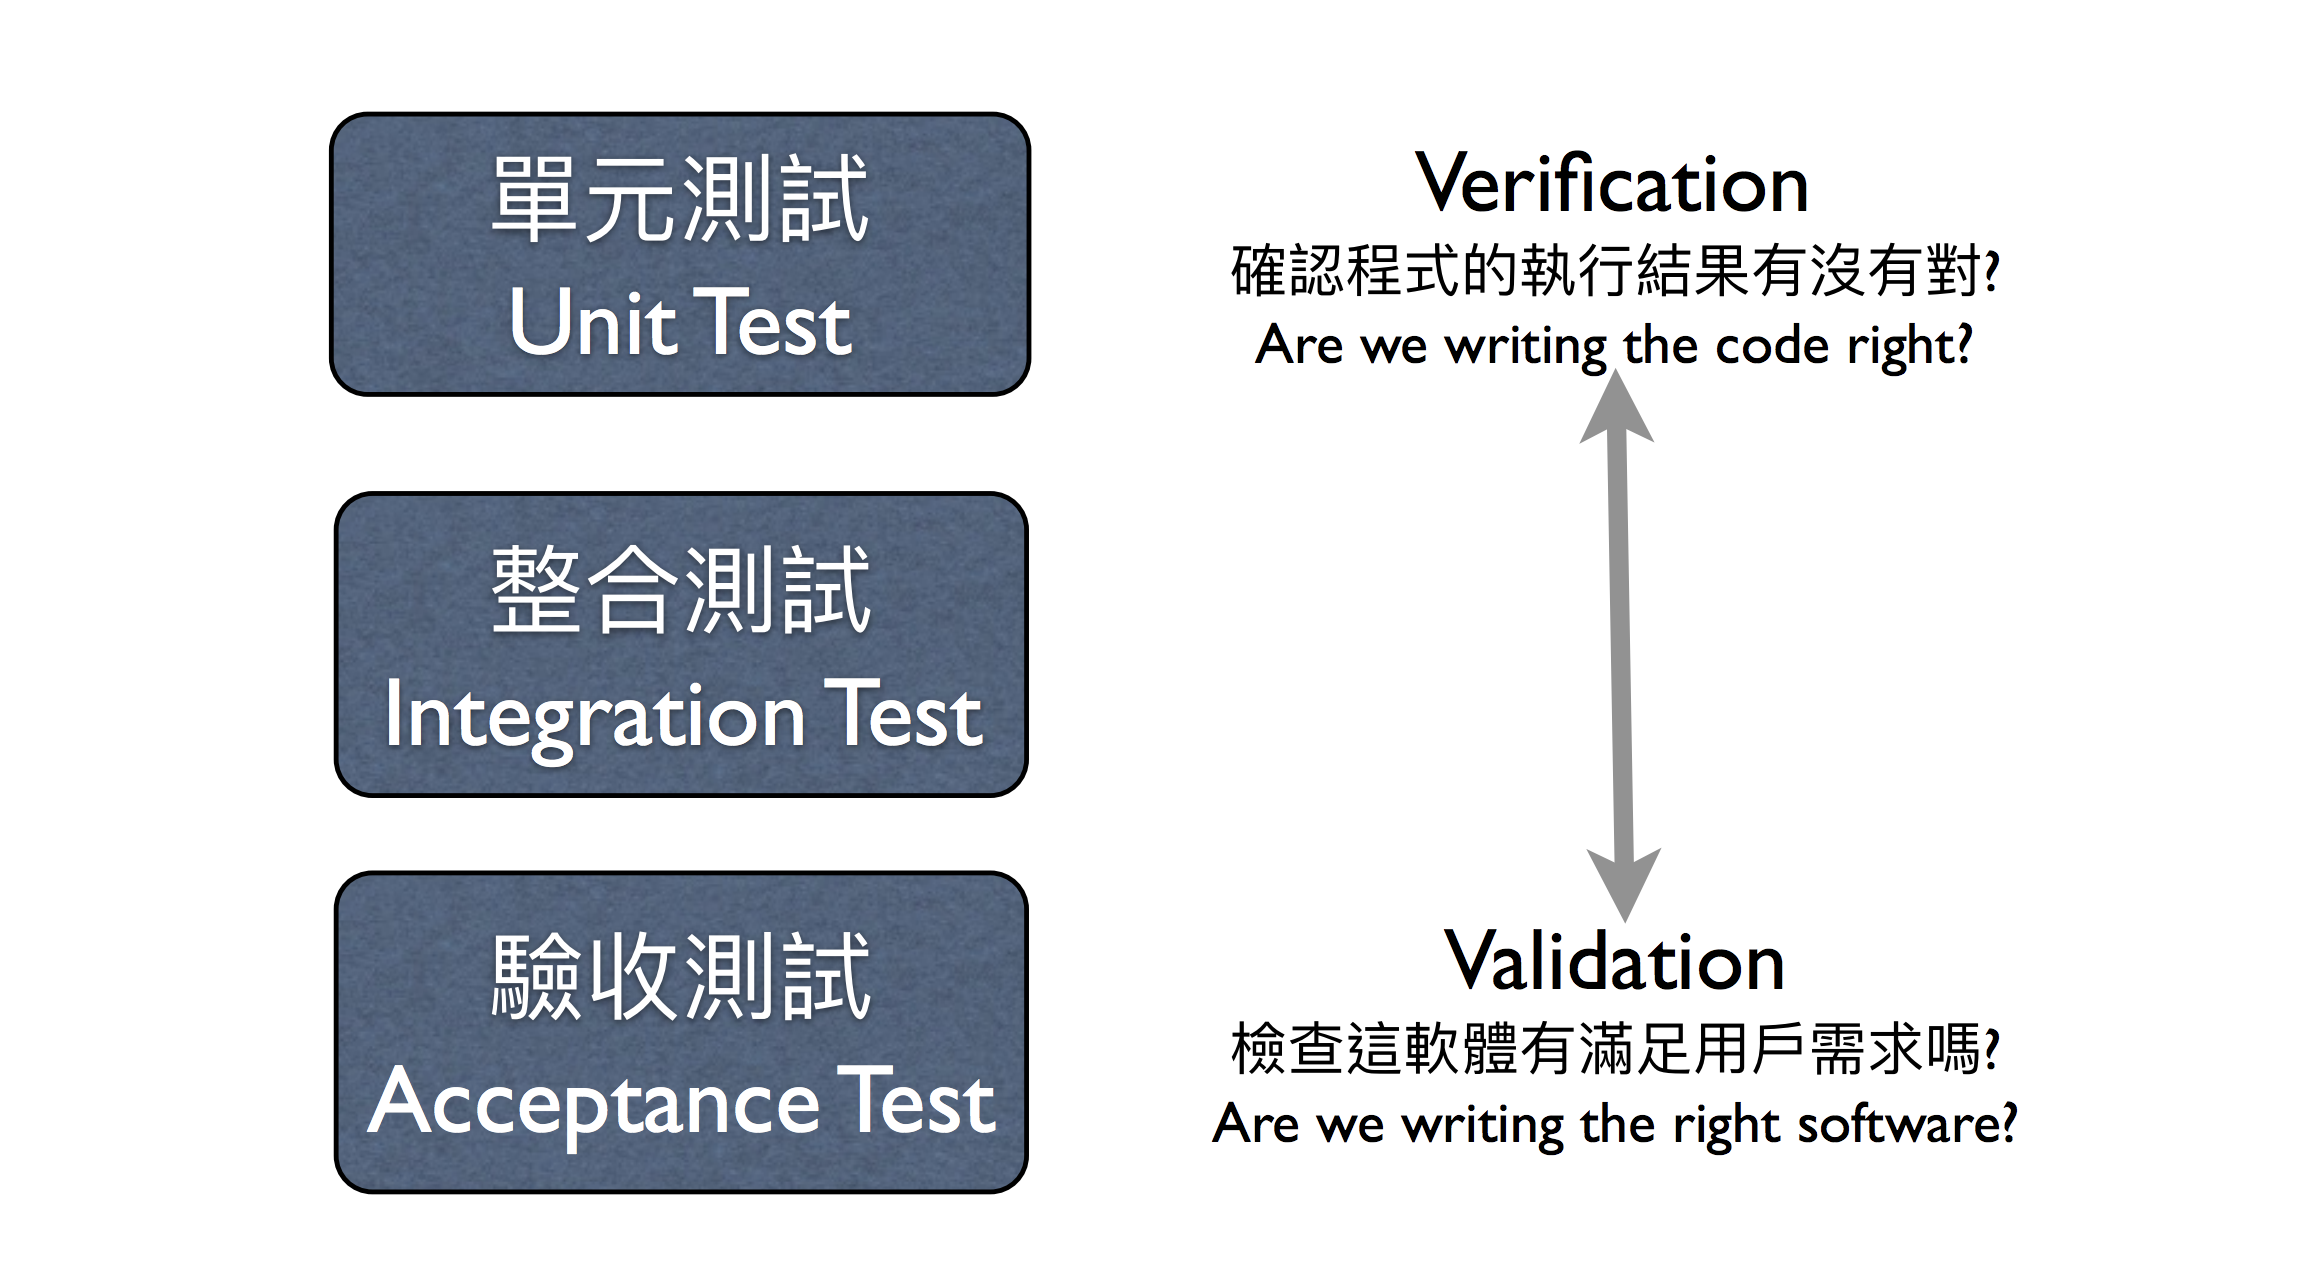 單元測試
Unit Test
Verification
確認程式的執行結果有沒有對?
Are we writing the code right?
整合測試
Integration Test
驗收測試
Acceptance Test
Validation
檢查這軟體有滿足用戶需求嗎?
Are we writing the right software?